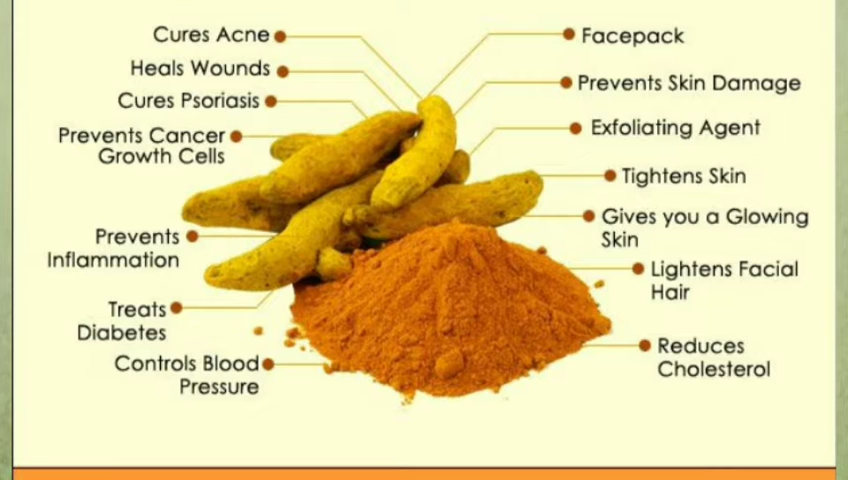 Cures Acne
Heals Wounds
Cures Psoriasis
Prevents Cancer
Growth Cells
Prevents
Inflammation
Treats
Diabetes
Controls Blood
Pressure
Facepack
Prevents Skin Damage
Exfoliating Agent
Tightens Skin
Gives you a Glowing
Skin
Lightens Facial
Hair
Reduces
Cholesterol